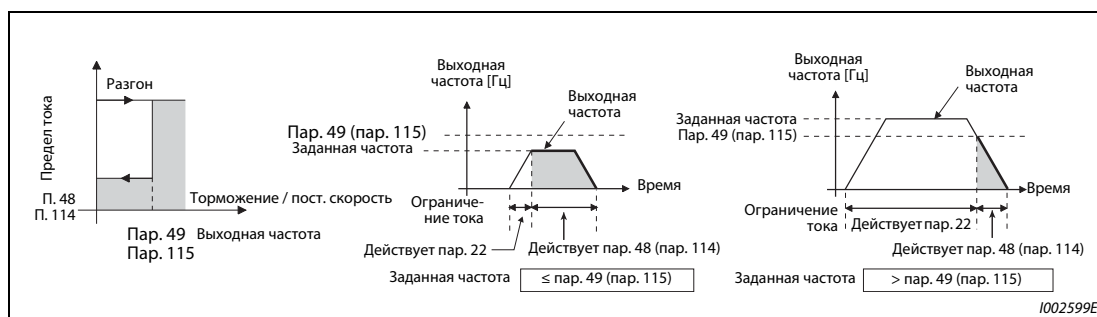 Предел тока
Разгон
П. 48
П. 114
Торможение / пост. скорость
Пар. 49
Пар. 115
Выходная частота
Выходная
частота [Гц]
Выходная
частота
Пар. 49 (пар. 115)
Заданная частота
Время
Ограниче-
ние тока
Действует пар. 22
Действует пар. 48 (пар. 114)
Заданная частота
≤ пар. 49 (пар. 115)
Выходная
частота [Гц]
Выходная
частота
Заданная частота
Пар. 49 (пар. 115)
Время
Ограничение
тока
Действует пар. 22
Действует пар. 48 (пар. 114)
Заданная частота
> пар. 49 (пар. 115)
I002599E